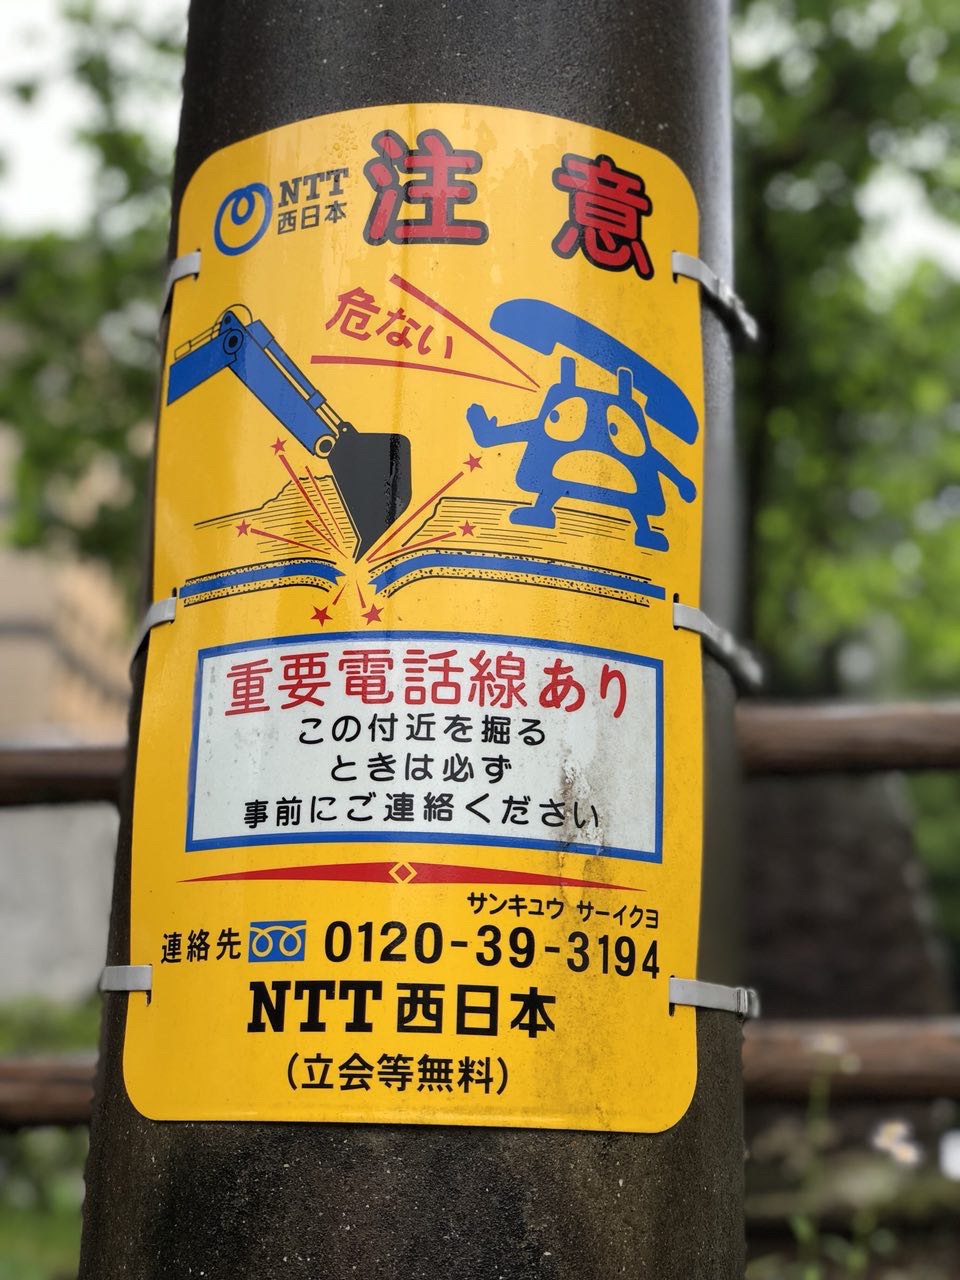 NTT
西日本
注意
危ない
重要電話線あり
この付近を掘る
ときは必ず
事前にご連絡ください
サンキュウ サーイクヨ
連絡先 0120-39-3194
NTT西日本
(立会等無料)